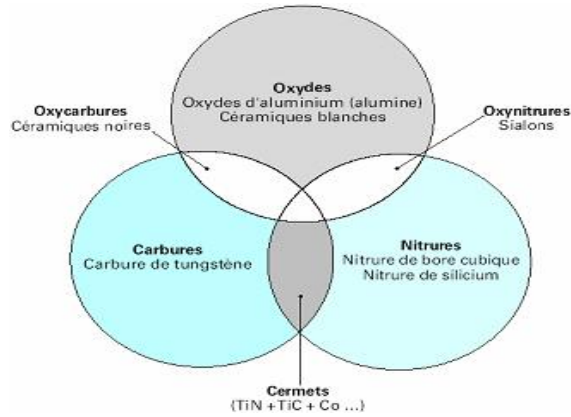 Oxydes
Oxydes d'aluminium (alumine)
Céramiques blanches
Oxycarbures
Céramiques noires
Oxynitrures
Sialons
Carbures
Carbure de tungstène
Nitrures
Nitrure de bore cubique
Nitrure de silicium
Cermets
(TiN +TiC + Co ...)